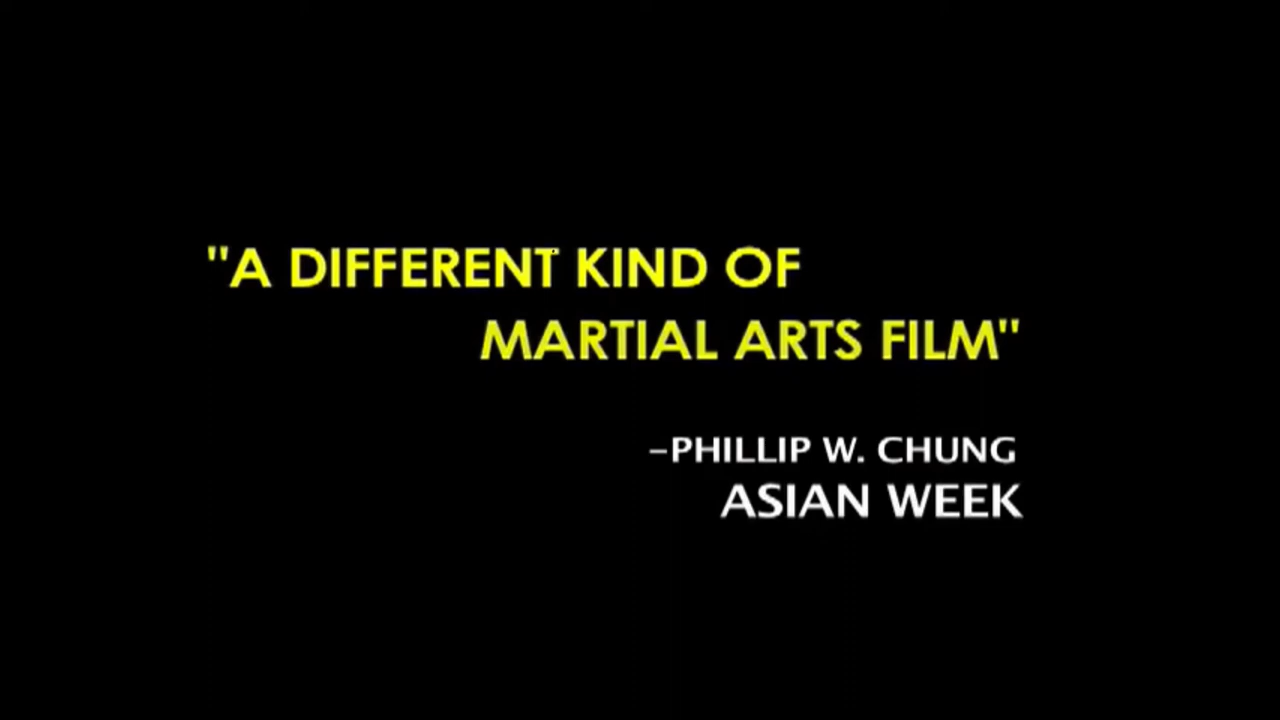 "A DIFFERENT KIND OF
MARTIAL ARTS FILM"
–PHILLIP W. CHUNG
ASIAN WEEK